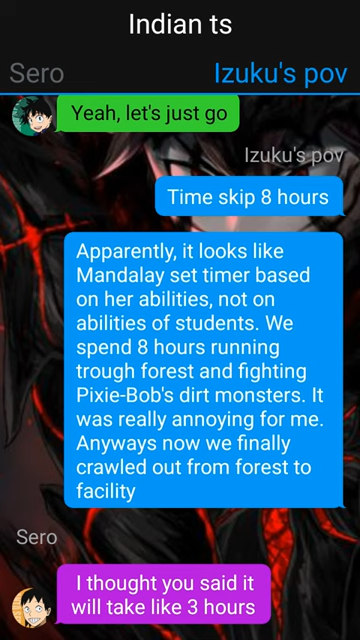 Indian ts
Sero
Izuku's pov
Yeah, let's just go
Izuku's pov
Time skip 8 hours
Apparently, it looks like
Mandalay set timer based
on her abilities, not on
abilities of students. We
spend 8 hours running
trough forest and fighting
Pixie-Bob's dirt monsters. It
was really annoying for me.
Anyways now we finally
crawled out from forest to
facility
Sero
I thought you said it
will take like 3 hours